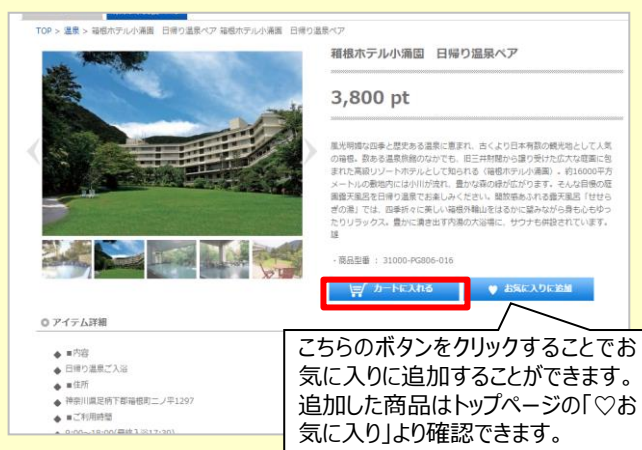 TOP > 温泉 > 箱根ホテル小涌園　日帰り温泉ペア 箱根ホテル小涌園　日帰り温泉ペア
箱根ホテル小涌園　日帰り温泉ペア
3,800 pt
風光明媚な四季と歴史ある温泉に恵まれ、古くより日本有数の観光地として人気
の箱根。数ある温泉旅館のなかでも、旧三井財閥から譲り受けた広大な庭園に包
まれた高級リゾートホテルとして知られる〈箱根ホテル小涌園〉。約16000平方
メートルの敷地内には小川が流れ、豊かな森の緑が広がります。そんな自慢の庭
園露天風呂を日帰り温泉でお楽しみください。開放感あふれる露天風呂「せせら
ぎの湯」では、四季折々に美しい箱根外輪山をはるかに望みながら身も心もゆっ
たりリラックス。豊かに湧き出す内湯の大浴場に、サウナも併設されています。
・商品型番 : 31000-PG806-016
カートに入れる
お気に入りに追加
アイテム詳細
◆ ■内容
◆ 日帰り温泉ご入浴
◆ ■住所
◆ 神奈川県足柄下郡箱根町二ノ平1297
◆ ■ご利用時間
◆ 9:00~18:00(最終入浴17:30)
こちらのボタンをクリックすることでお
気に入りに追加することができます。
追加した商品はトップページの「♡お
気に入り」より確認できます。